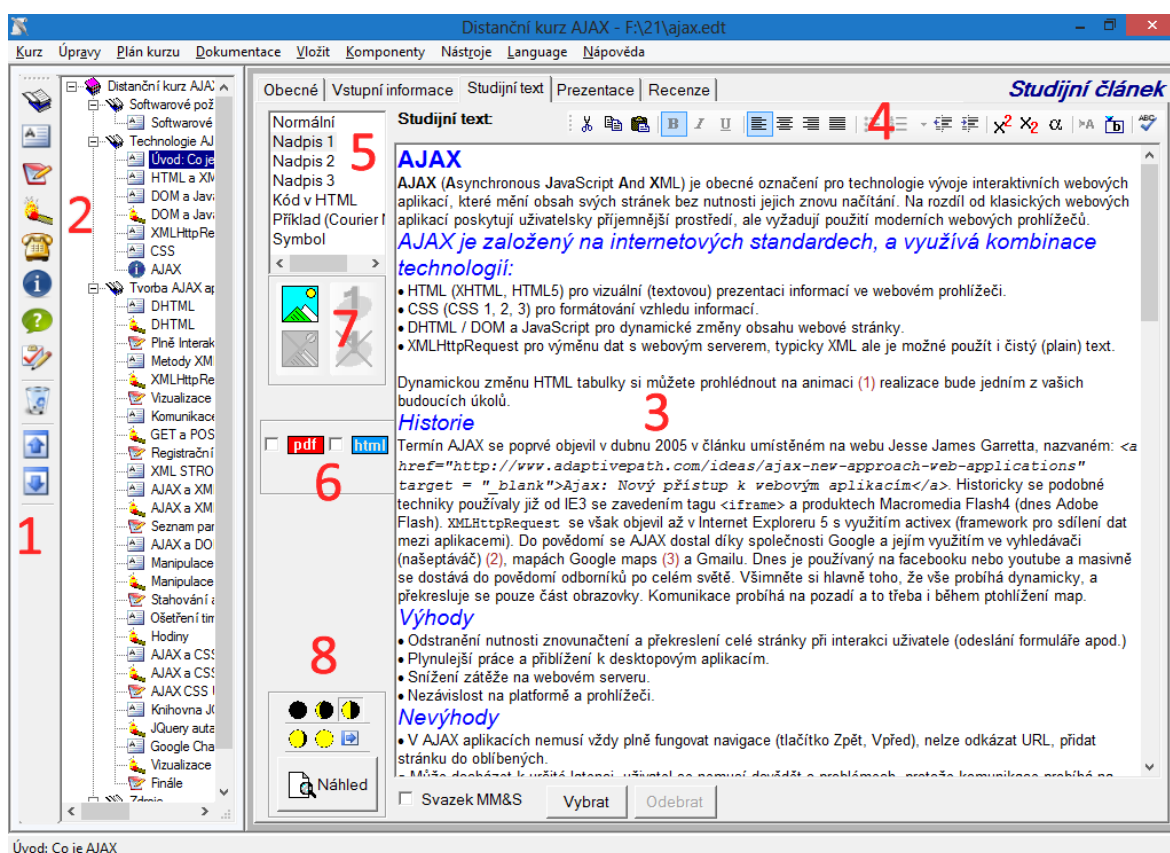 Distanční kurz AJAX - F:\21\ajax.edt
Kurz Úpravy Plán kurzu Dokumentace Vložit Komponenty Nástroje Language Nápověda
Distanční kurz AJA
Softwarové pož
Softwarové
Technologie AJ
Úvod: Co je
HTML a XM
DOM a Java
DOM a Java
XMLHttpRe
CSS
AJAX
Tvorba AJAX ap
DHTML
DHTML
Plně Interak
Metody XM
XMLHttpRe
Vizualizace
Komunikace
GET a POS
Registrační
XML STRO
AJAX a XM
AJAX a XM
Seznam par
AJAX a DO
Manipulace
Manipulace
Stahování a
Ošetření tim
Hodiny
AJAX a CSS
AJAX a CSS
AJAX CSS
Knihovna JQ
JQuery auta
Google Cha
Vizualizace
Finále
Zdroje
1
2
Obecné Vstupní informace Studijní text Prezentace Recenze
Studijní článek
Normální
Nadpis 1
Nadpis 2
Nadpis 3
Kód v HTML
Příklad (Courier
Symbol
5
7
pdf html
6
8
Náhled
Studijní text:
B I U x² x₂ α A b ABC
4
AJAX
AJAX (Asynchronous JavaScript And XML) je obecné označení pro technologie vývoje interaktivních webových
aplikací, které mění obsah svých stránek bez nutnosti jejich znovu načítání. Na rozdíl od klasických webových
aplikací poskytují uživatelsky příjemnější prostředí, ale vyžadují použití moderních webových prohlížečů.
AJAX je založený na internetových standardech, a využívá kombinace
technologií:
• HTML (XHTML, HTML5) pro vizuální (textovou) prezentaci informací ve webovém prohlížeči.
• CSS (CSS 1, 2, 3) pro formátování vzhledu informací.
• DHTML / DOM a JavaScript pro dynamické změny obsahu webové stránky.
• XMLHttpRequest pro výměnu dat s webovým serverem, typicky XML ale je možné použít i čistý (plain) text.
Dynamickou změnu HTML tabulky si můžete prohlédnout na animaci (1) realizace bude jedním z vašich
budoucích úkolů.
3
Historie
Termín AJAX se poprvé objevil v dubnu 2005 v článku umístěném na webu Jesse James Garretta, nazvaném: <a
href="http://www.adaptivepath.com/ideas/ajax-new-approach-web-applications"
target = "_blank">Ajax: Nový přístup k webovým aplikacím</a>. Historicky se podobné
techniky používaly již od IE3 se zavedením tagu <iframe> a produktech Macromedia Flash4 (dnes Adobe
Flash). XMLHttpRequest se však objevil až v Internet Exploreru 5 s využitím activex (framework pro sdílení dat
mezi aplikacemi). Do povědomí se AJAX dostal díky společnosti Google a jejím využitím ve vyhledávači
(našeptáváč) (2), mapách Google maps (3) a Gmailu. Dnes je používaný na facebooku nebo youtube a masivně
se dostává do povědomí odborníků po celém světě. Všimněte si hlavně toho, že vše probíhá dynamicky, a
překresluje se pouze část obrazovky. Komunikace probíhá na pozadí a to třeba i během ptohlížení map.
Výhody
• Odstranění nutnosti znovunačtení a překreslení celé stránky při interakci uživatele (odeslání formuláře apod.)
• Plynulejší práce a přiblížení k desktopovým aplikacím.
• Snížení zátěže na webovém serveru.
• Nezávislost na platformě a prohlížeči.
Nevýhody
• V AJAX aplikacích nemusí vždy plně fungovat navigace (tlačítko Zpět, Vpřed), nelze odkázat URL, přidat
stránku do oblíbených.
• Může docházet k určité latenci, uživatel se nemusí dovědět o problémech, protože komunikace probíhá na
Svazek MM&S Vybrat Odebrat
Úvod: Co je AJAX